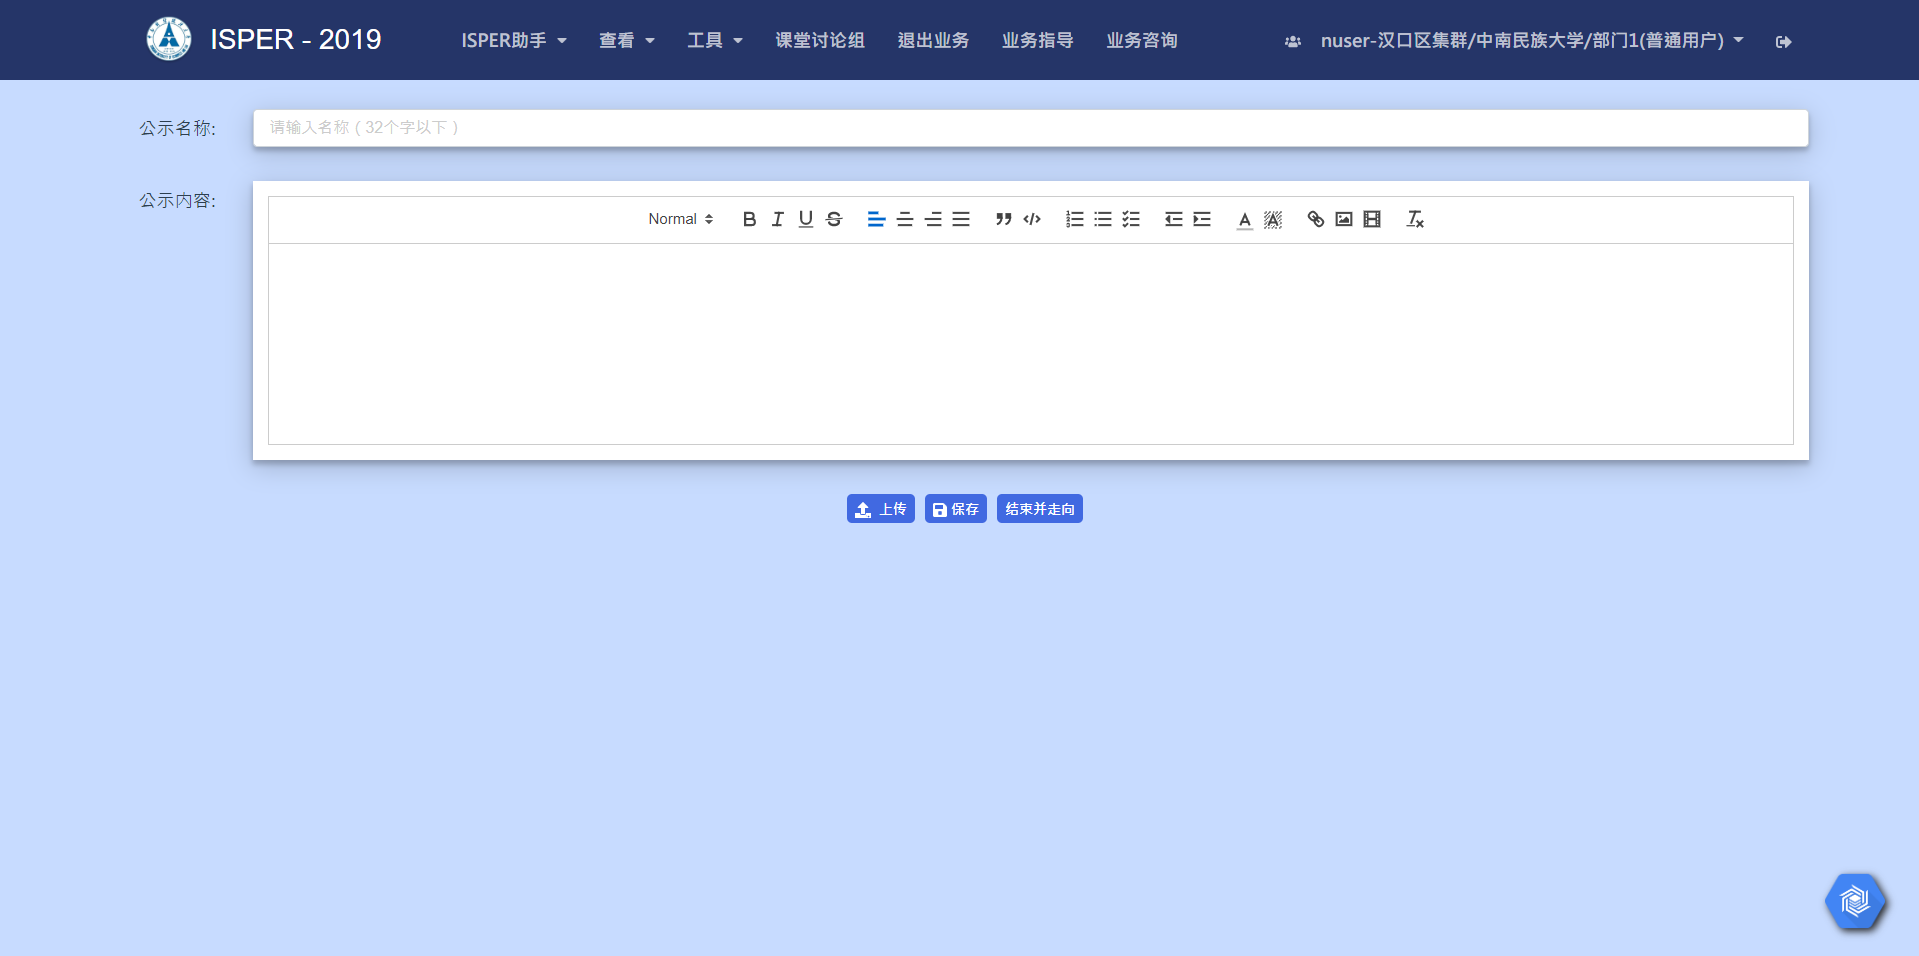 ISPER - 2019
ISPER助手 查看 工具 课堂讨论组 退出业务 业务指导 业务咨询 nuser-汉口区集群/中南民族大学/部门1(普通用户)
公示名称: 请输入名称（32个字以下）
公示内容:
Normal
上传 保存 结束并走向